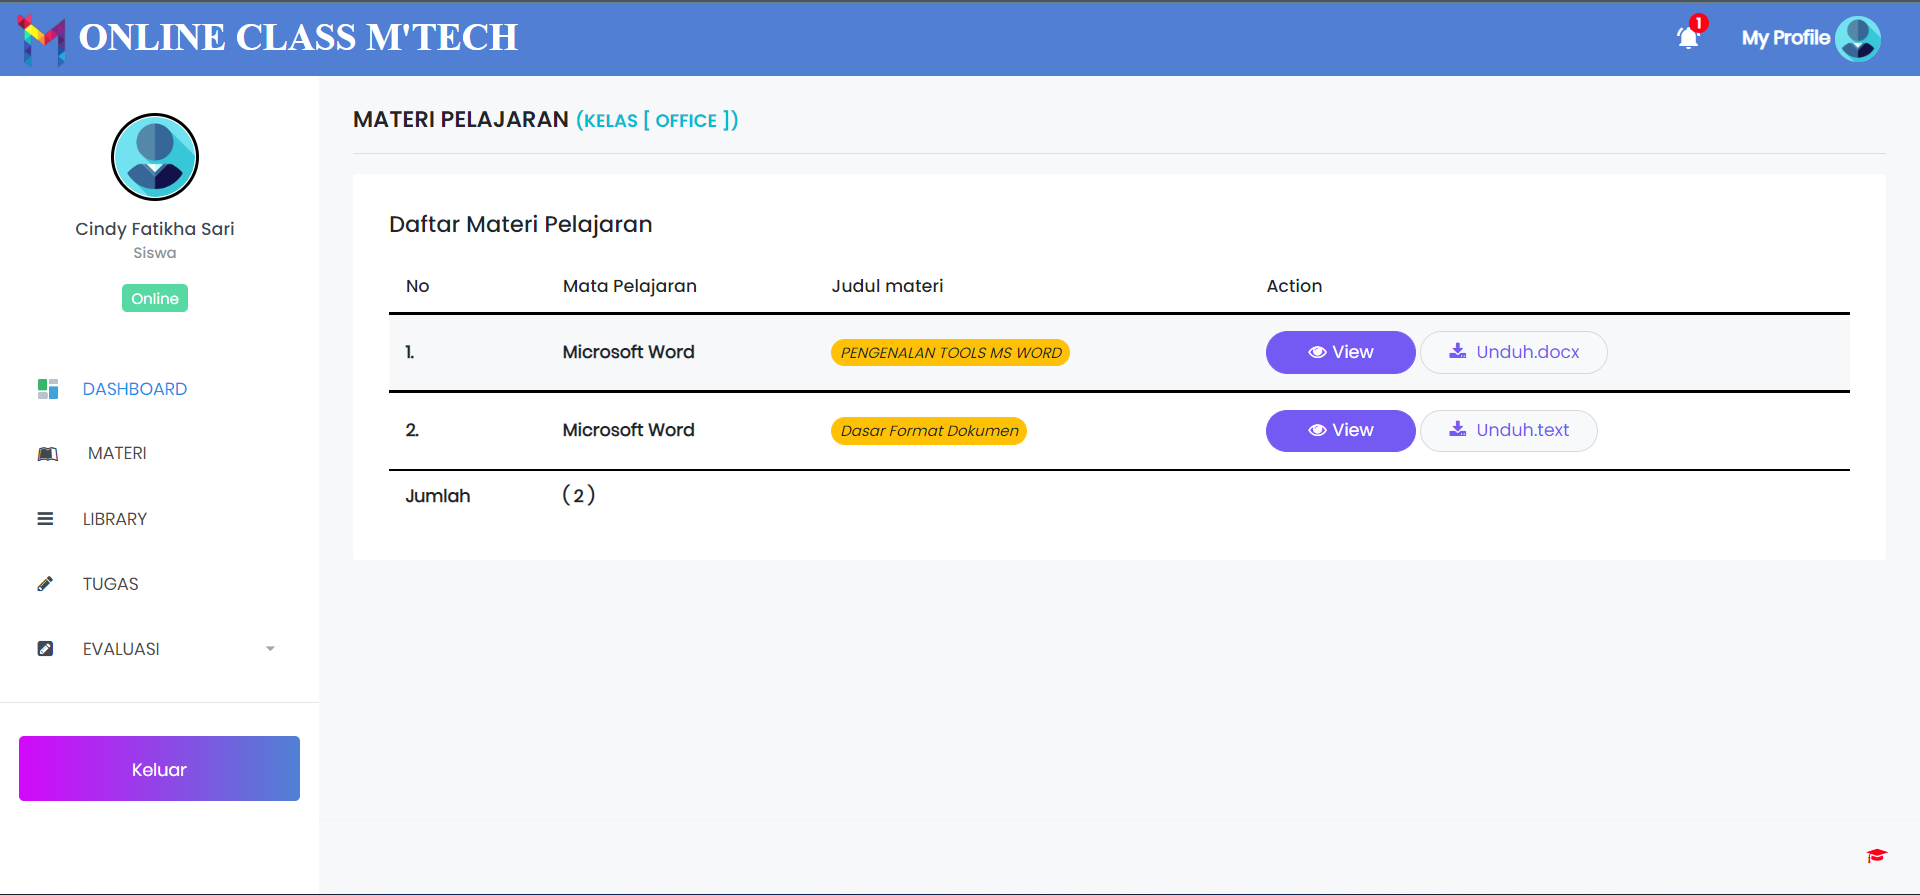 ONLINE CLASS M'TECH
1
My Profile
Cindy Fatikha Sari
Siswa
Online
DASHBOARD
MATERI
LIBRARY
TUGAS
EVALUASI
Keluar
MATERI PELAJARAN (KELAS [ OFFICE ])
Daftar Materi Pelajaran
No Mata Pelajaran Judul materi Action
1. Microsoft Word PENGENALAN TOOLS MS WORD View Unduh.docx
2. Microsoft Word Dasar Format Dokumen View Unduh.text
Jumlah ( 2 )